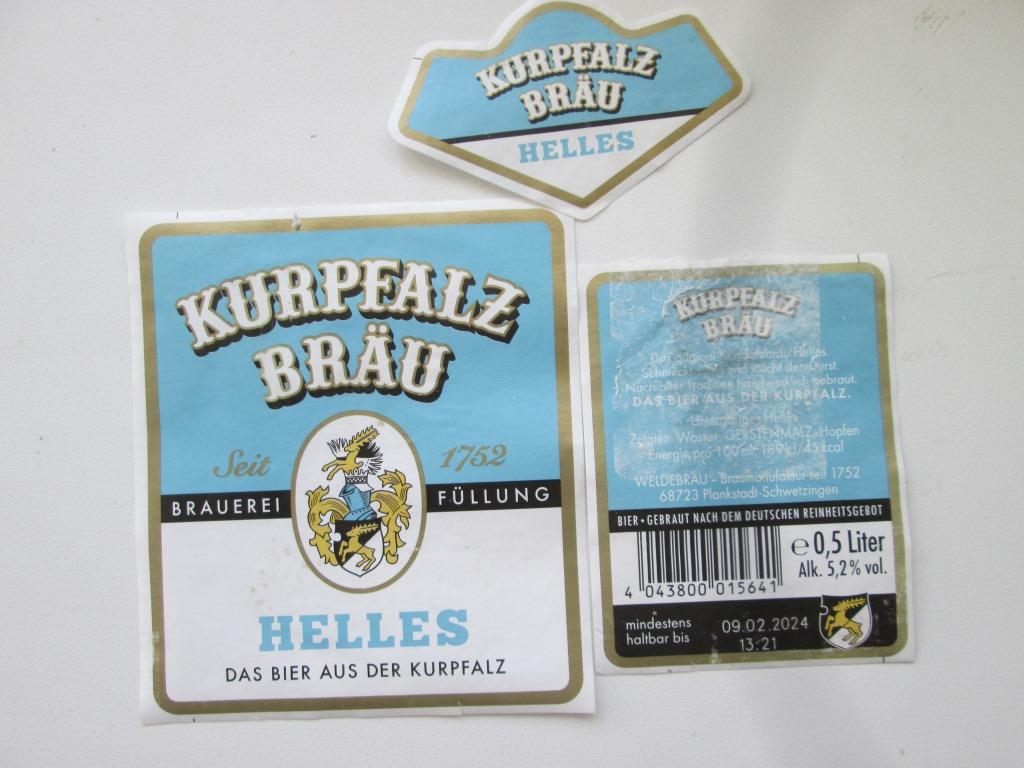 KURPFALZ
BRÄU
HELLES
KURPFALZ
BRÄU
Seit 1752
BRAUEREI FÜLLUNG
HELLES
DAS BIER AUS DER KURPFALZ
KURPFALZ
BRÄU
Das original Kurpfalzbräu Helles.
Schmeckt und löscht den Durst.
Nach alter Tradition handwerklich gebraut.
DAS BIER AUS DER KURPFALZ.
Untergäriges Helles
Zutaten: Wasser, GERSTENMALZ, Hopfen
Energie pro 100 ml: 189 kJ/45 kcal
WELDEBRÄU - Braumanufaktur seit 1752
68723 Plankstadt-Schwetzingen
BIER • GEBRAUT NACH DEM DEUTSCHEN REINHEITSGEBOT
e 0,5 Liter
Alk. 5,2% vol.
4 043800 015641
mindestens
haltbar bis
09.02.2024
13:21